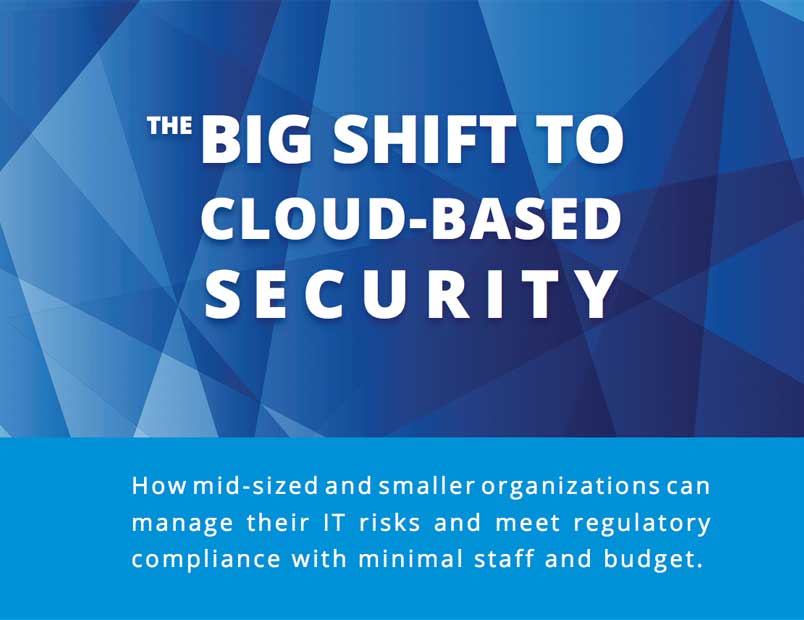 THE BIG SHIFT TO
CLOUD-BASED
SECURITY
How mid-sized and smaller organizations can
manage their IT risks and meet regulatory
compliance with minimal staff and budget.